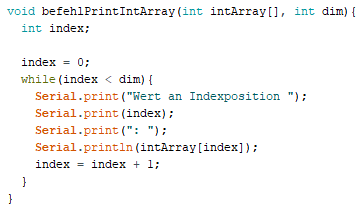 void befehlPrintIntArray(int intArray[], int dim){
  int index;

  index = 0;
  while(index < dim){
    Serial.print("Wert an Indexposition ");
    Serial.print(index);
    Serial.print(": ");
    Serial.println(intArray[index]);
    index = index + 1;
  }
}